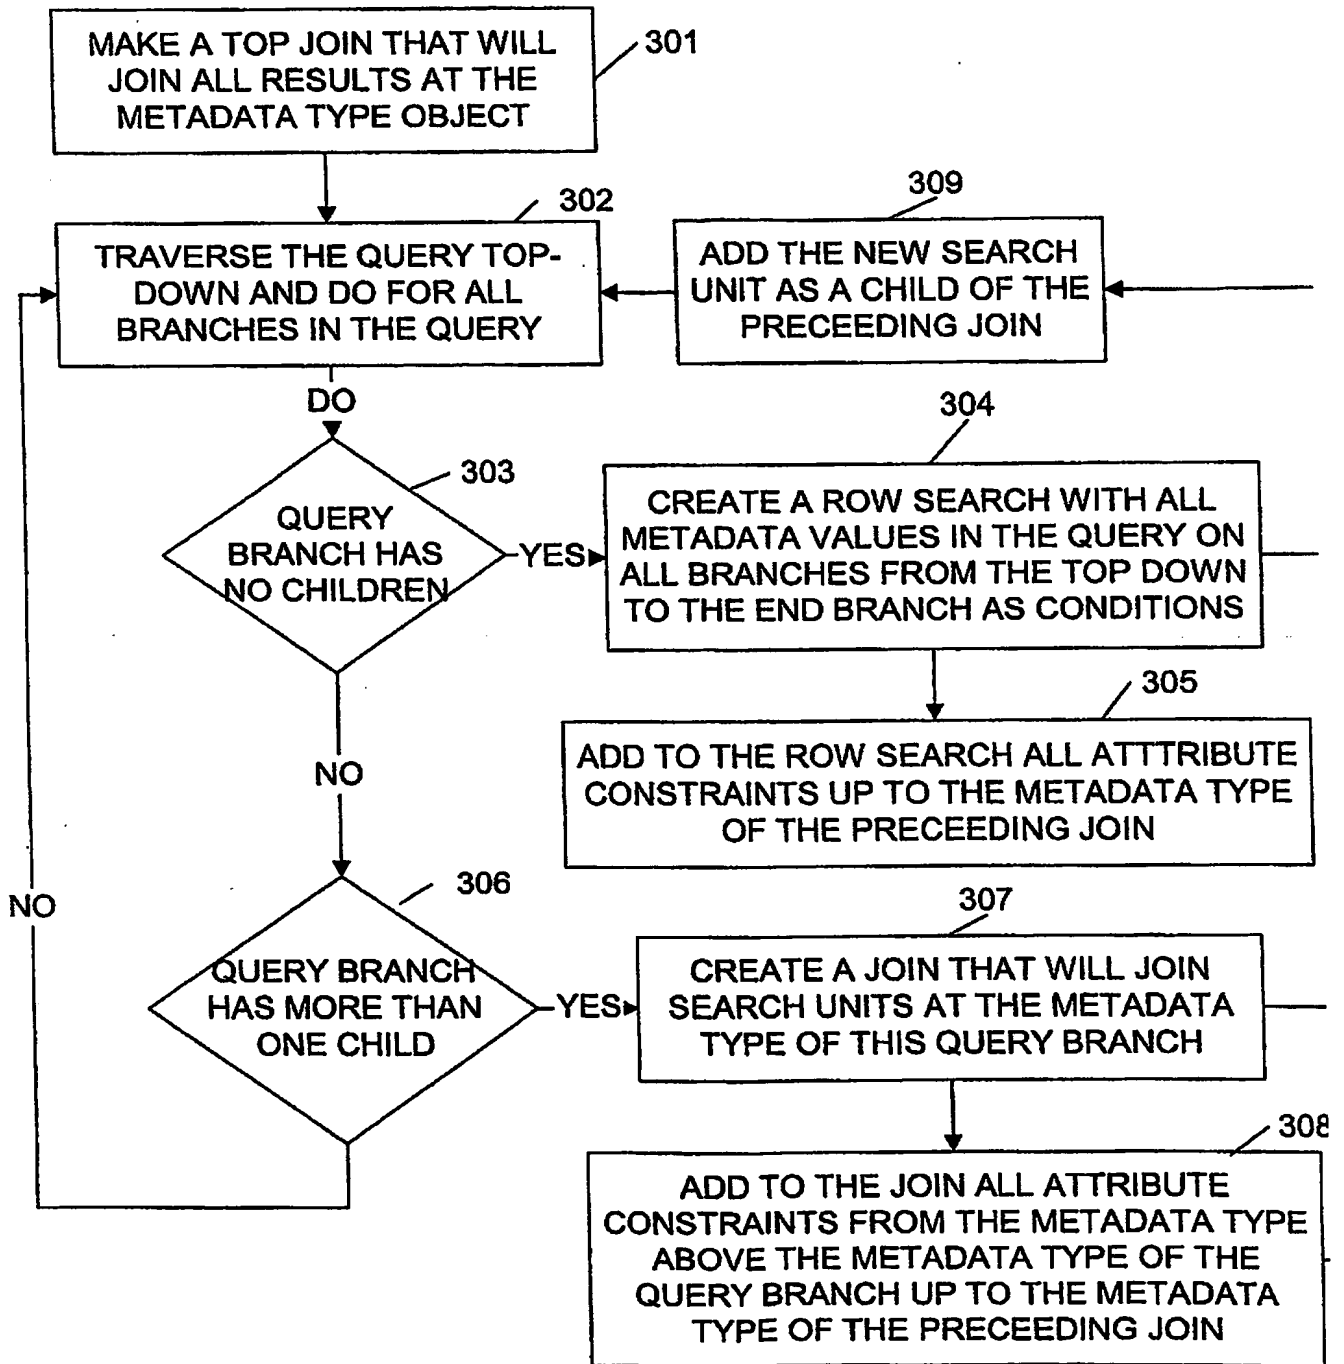 MAKE A TOP JOIN THAT WILL
JOIN ALL RESULTS AT THE
METADATA TYPE OBJECT
301
302
TRAVERSE THE QUERY TOP-
DOWN AND DO FOR ALL
BRANCHES IN THE QUERY
309
ADD THE NEW SEARCH
UNIT AS A CHILD OF THE
PRECEEDING JOIN
DO
303
QUERY
BRANCH HAS
NO CHILDREN
YES
304
CREATE A ROW SEARCH WITH ALL
METADATA VALUES IN THE QUERY ON
ALL BRANCHES FROM THE TOP DOWN
TO THE END BRANCH AS CONDITIONS
305
ADD TO THE ROW SEARCH ALL ATTTRIBUTE
CONSTRAINTS UP TO THE METADATA TYPE
OF THE PRECEEDING JOIN
NO
NO
306
QUERY BRANCH
HAS MORE THAN
ONE CHILD
YES
307
CREATE A JOIN THAT WILL JOIN
SEARCH UNITS AT THE METADATA
TYPE OF THIS QUERY BRANCH
308
ADD TO THE JOIN ALL ATTRIBUTE
CONSTRAINTS FROM THE METADATA TYPE
ABOVE THE METADATA TYPE OF THE
QUERY BRANCH UP TO THE METADATA
TYPE OF THE PRECEEDING JOIN